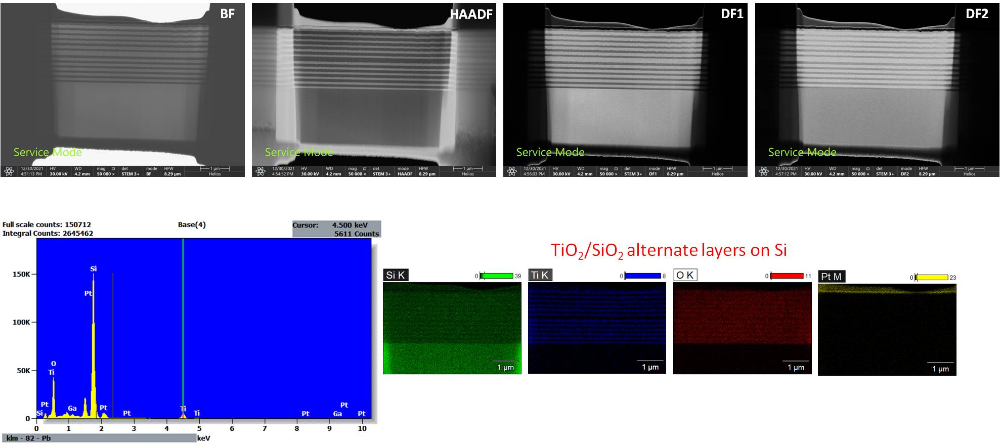 BF
HAADF
DF1
DF2
Service Mode
Service Mode
Service Mode
Service Mode
12/30/2021 HV WD mag det mode HFW 1 µm
4:51:13 PM 30.00 kV 4.2 mm 50 000 × STEM 3+ BF 8.29 µm Helios
12/30/2021 HV WD mag det mode HFW 1 µm
4:54:52 PM 30.00 kV 4.2 mm 50 000 × STEM 3+ HAADF 8.29 µm Helios
12/30/2021 HV WD mag det mode HFW 1 µm
4:56:03 PM 30.00 kV 4.2 mm 50 000 × STEM 3+ DF1 8.29 µm Helios
12/30/2021 HV WD mag det mode HFW 1 µm
4:57:12 PM 30.00 kV 4.2 mm 50 000 × STEM 3+ DF2 8.29 µm Helios
Full scale counts: 150712 Base(4) Cursor: 4.500 keV
Integral Counts: 2645462 5611 Counts
150K
100K
50K
0
Si
Pt
O
Ti
Pt
Si
Ga
Pt
Pt
Ti
Ti
Pt
Pt
Ga
Pt
0 1 2 3 4 5 6 7 8 9 10
klm - 82 - Pb keV
TiO₂/SiO₂ alternate layers on Si
Si K 0 39
1 µm
Ti K 0 8
1 µm
O K 0 11
1 µm
Pt M 0 23
1 µm